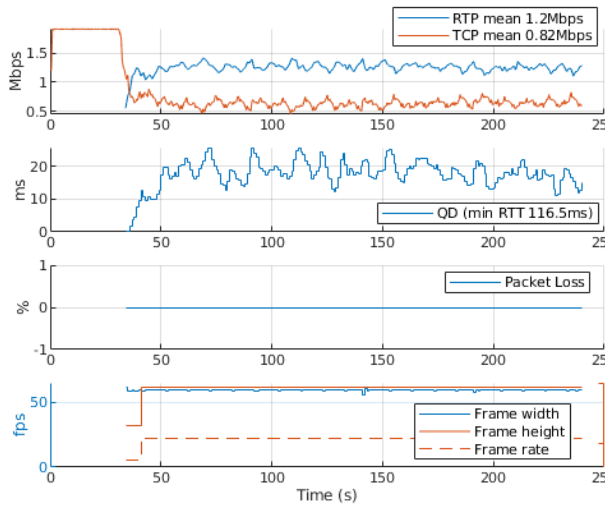 RTP mean 1.2Mbps
TCP mean 0.82Mbps
Mbps
1.5
1
0.5
0 50 100 150 200 25
ms
20
10
0
QD (min RTT 116.5ms)
0 50 100 150 200 25
%
1
0
-1
Packet Loss
0 50 100 150 200 25
fps
50
0
Frame width
Frame height
Frame rate
0 50 100 150 200 25
Time (s)